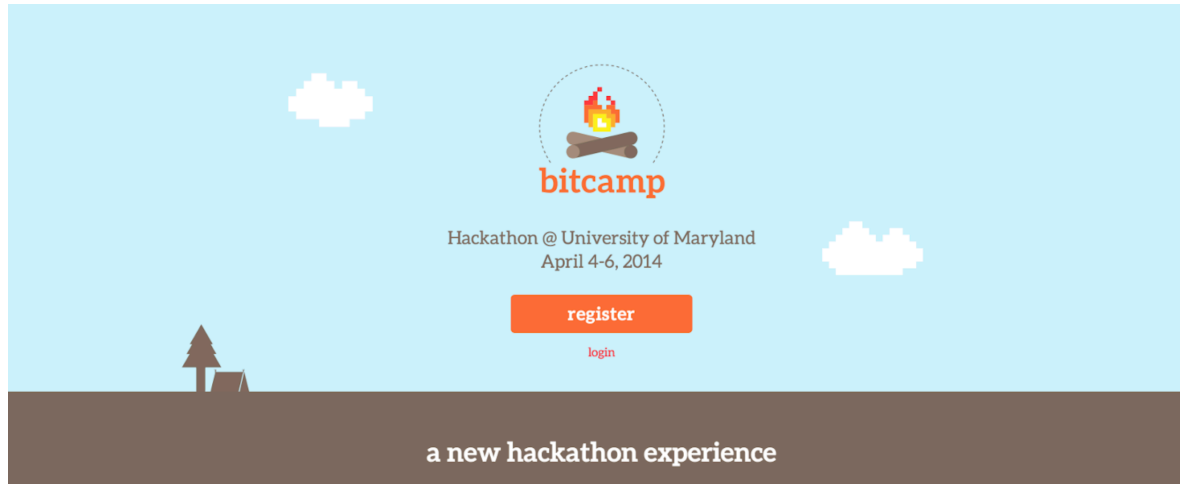 bitcamp
Hackathon @ University of Maryland
April 4-6, 2014
register
login
a new hackathon experience